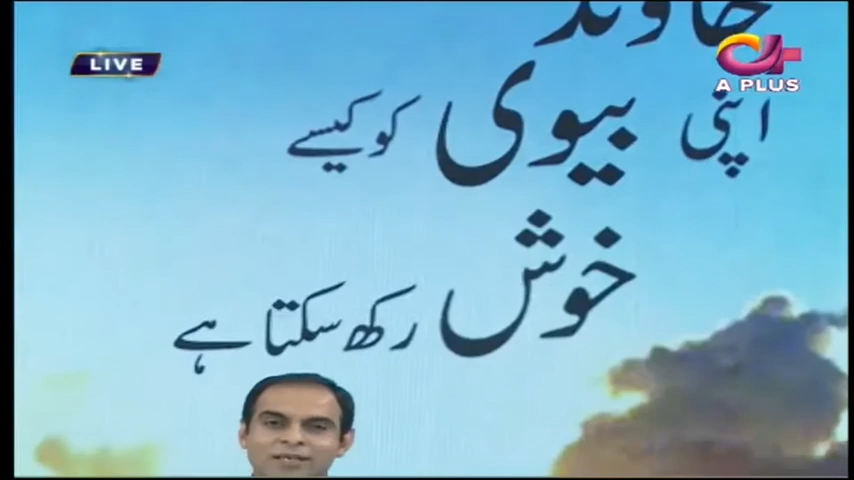 LIVE
A PLUS
خاوند
اپنی بیوی کو کیسے
خوش رکھ سکتا ہے